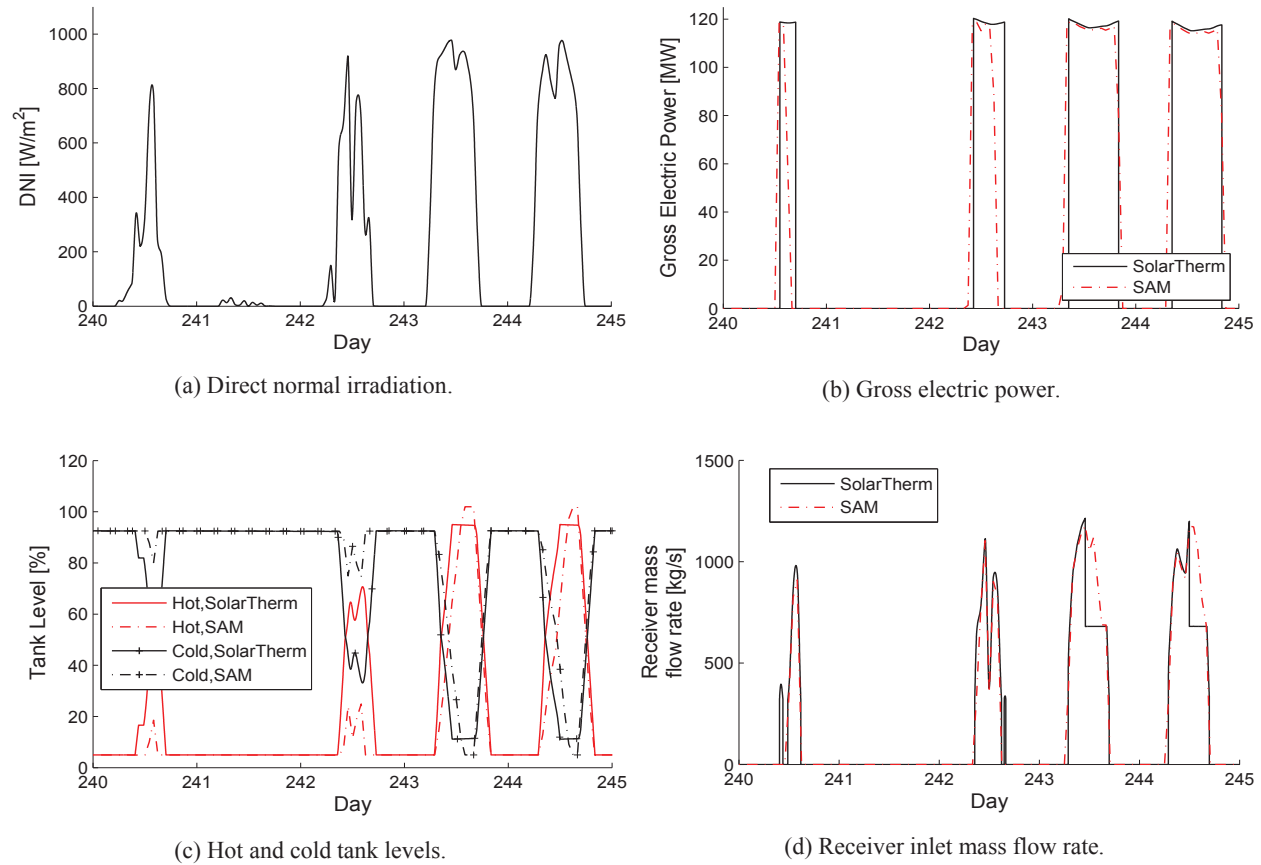 1000
800
600
400
200
0
DNI [W/m²]
240 241 242 243 244 245
Day
(a) Direct normal irradiation.
120
100
80
60
40
20
0
Gross Electric Power [MW]
SolarTherm
SAM
240 241 242 243 244 245
Day
(b) Gross electric power.
120
100
80
60
40
20
0
Tank Level [%]
Hot,SolarTherm
Hot,SAM
Cold,SolarTherm
Cold,SAM
240 241 242 243 244 245
Day
(c) Hot and cold tank levels.
1500
1000
500
0
Receiver mass
flow rate [kg/s]
SolarTherm
SAM
240 241 242 243 244 245
Day
(d) Receiver inlet mass flow rate.